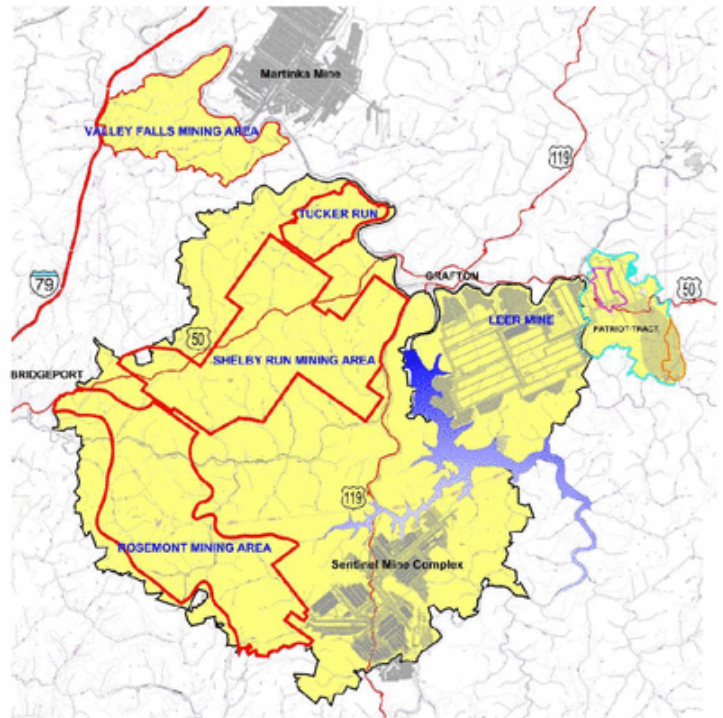 Martinka Mine
VALLEY FALLS MINING AREA
119
TUCKER RUN
79
GRAFTON
50
LEER MINE
PATRIOT TRACT
50
SHELBY RUN MINING AREA
BRIDGEPORT
119
ROSEMONT MINING AREA
Sentinel Mine Complex